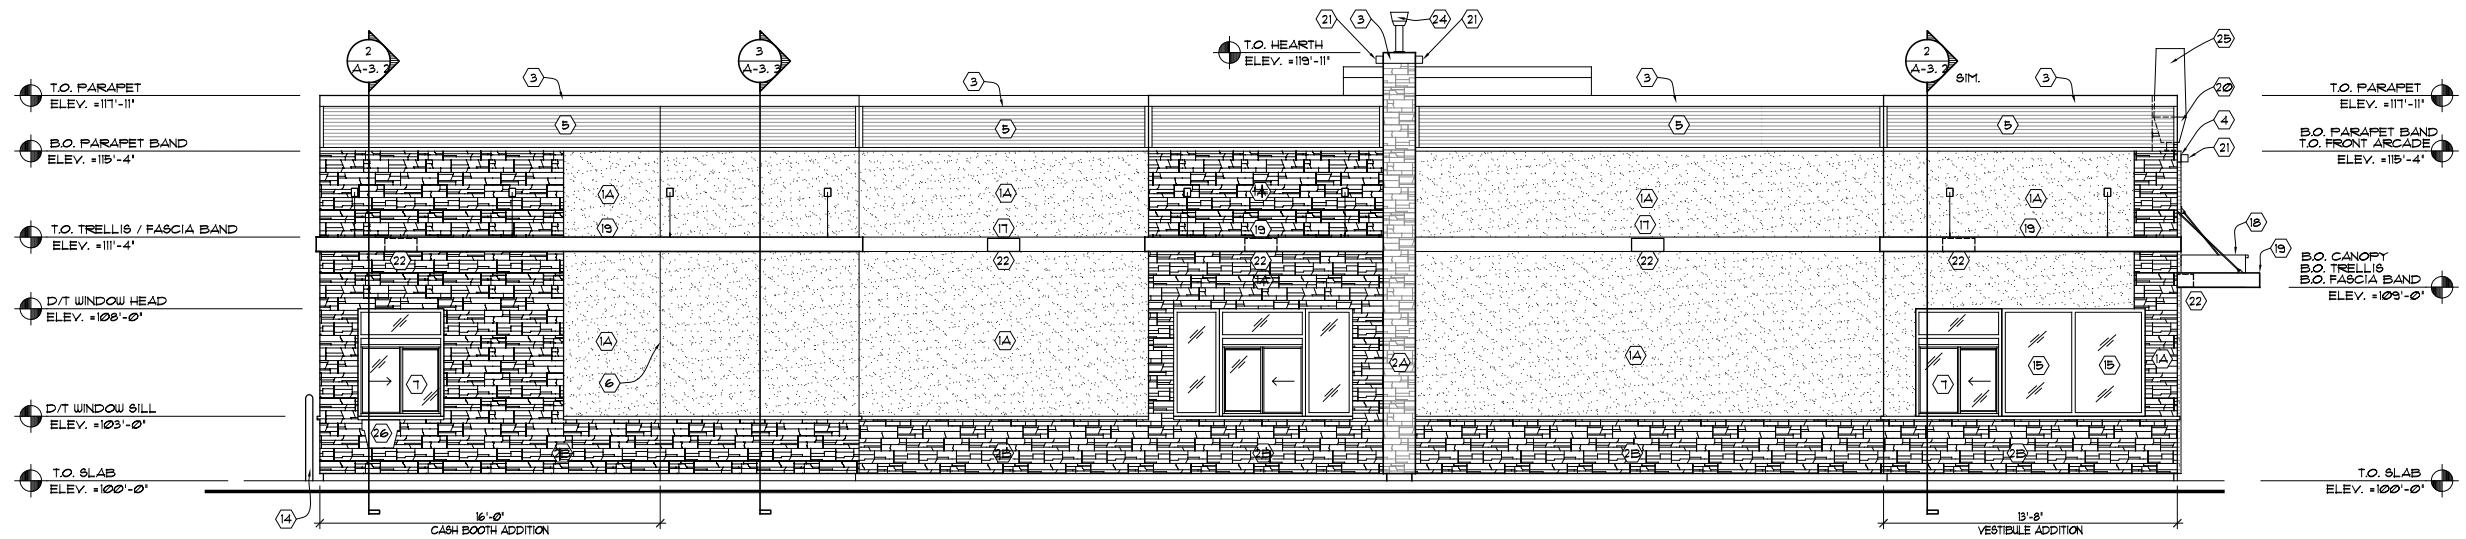 21
3
24
21
T.O. HEARTH
ELEV. =119'-11"
2
A-3. 2
3
A-3. 3
2
A-3. 2
SIM.
25
3
3
3
3
T.O. PARAPET
ELEV. =117'-11"
T.O. PARAPET
ELEV. =117'-11"
20
5
5
5
5
4
B.O. PARAPET BAND
ELEV. =115'-4"
B.O. PARAPET BAND
T.O. FRONT ARCADE
ELEV. =115'-4"
21
1A
1A
1A
1A
1A
T.O. TRELLIS / FASCIA BAND
ELEV. =111'-4"
19
17
19
17
19
18
19
22
22
22
22
22
B.O. CANOPY
B.O. TRELLIS
B.O. FASCIA BAND
ELEV. =109'-0"
22
D/T WINDOW HEAD
ELEV. =108'-0"
1A
1A
1A
2A
1A
15
15
7
6
7
D/T WINDOW SILL
ELEV. =103'-0"
26
2B
2B
2B
2B
2B
T.O. SLAB
ELEV. =100'-0"
T.O. SLAB
ELEV. =100'-0"
14
16'-0"
CASH BOOTH ADDITION
13'-8"
VESTIBULE ADDITION